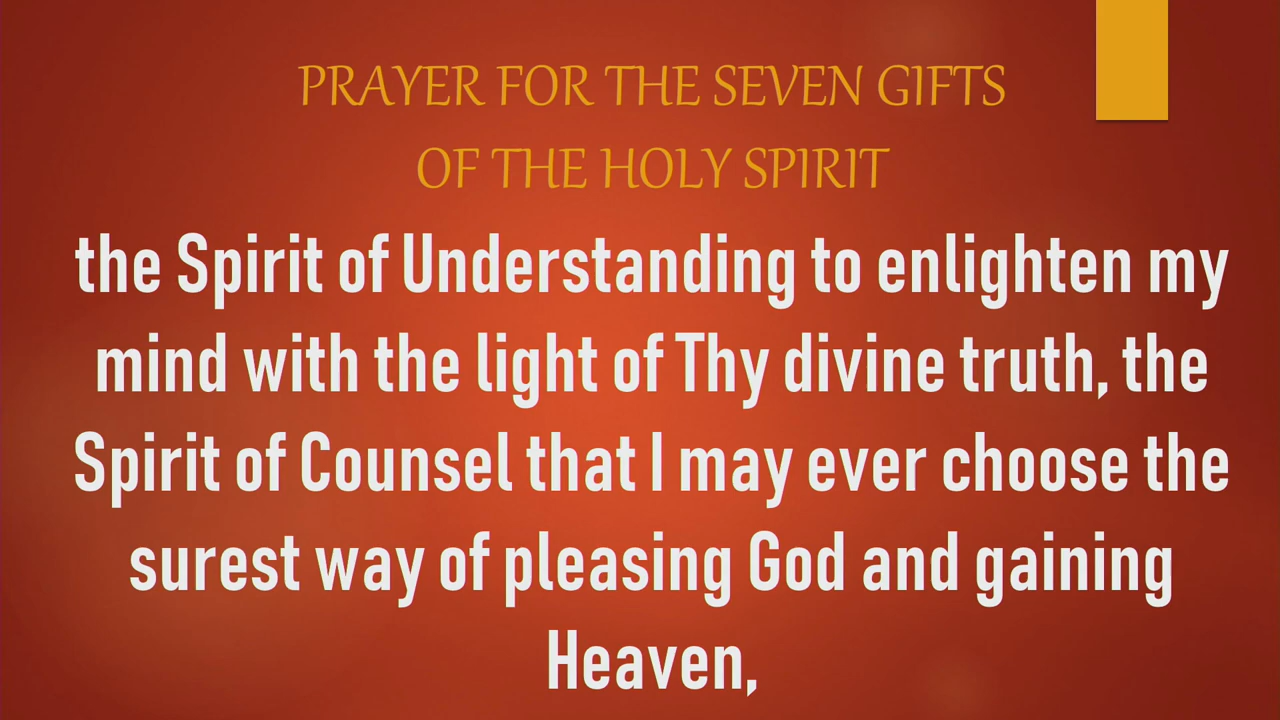 PRAYER FOR THE SEVEN GIFTS
OF THE HOLY SPIRIT
the Spirit of Understanding to enlighten my
mind with the light of Thy divine truth, the
Spirit of Counsel that I may ever choose the
surest way of pleasing God and gaining
Heaven,